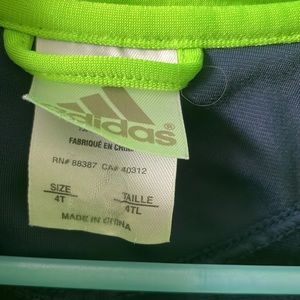 adidas®
FABRIQUÉ EN CHINE
RN# 88387 CA# 40312
SIZE TAILLE
4T 4TL
MADE IN CHINA